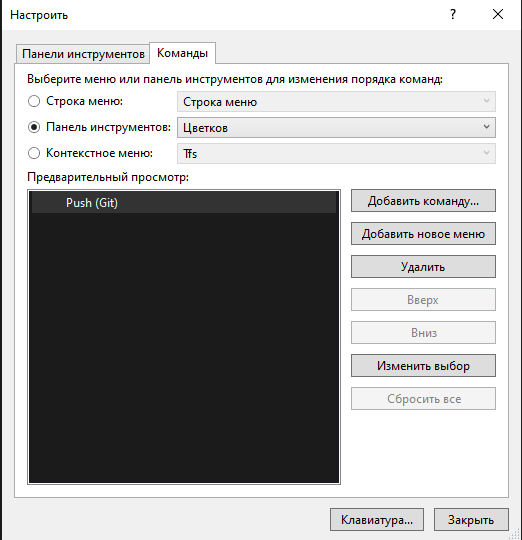 Настроить
?
Панели инструментов
Команды
Выберите меню или панель инструментов для изменения порядка команд:
Строка меню:
Строка меню
Панель инструментов:
Цветков
Контекстное меню:
Tfs
Предварительный просмотр:
Push (Git)
Добавить команду...
Добавить новое меню
Удалить
Вверх
Вниз
Изменить выбор
Сбросить все
Клавиатура...
Закрыть